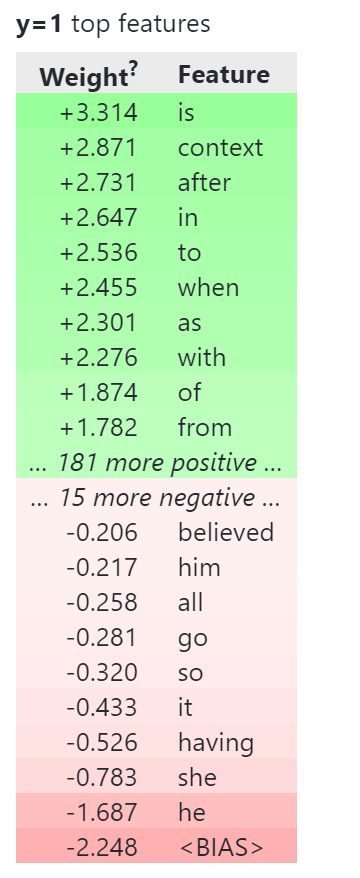 y=1 top features
Weight? Feature
+3.314 is
+2.871 context
+2.731 after
+2.647 in
+2.536 to
+2.455 when
+2.301 as
+2.276 with
+1.874 of
+1.782 from
... 181 more positive ...
... 15 more negative ...
-0.206 believed
-0.217 him
-0.258 all
-0.281 go
-0.320 so
-0.433 it
-0.526 having
-0.783 she
-1.687 he
-2.248 <BIAS>